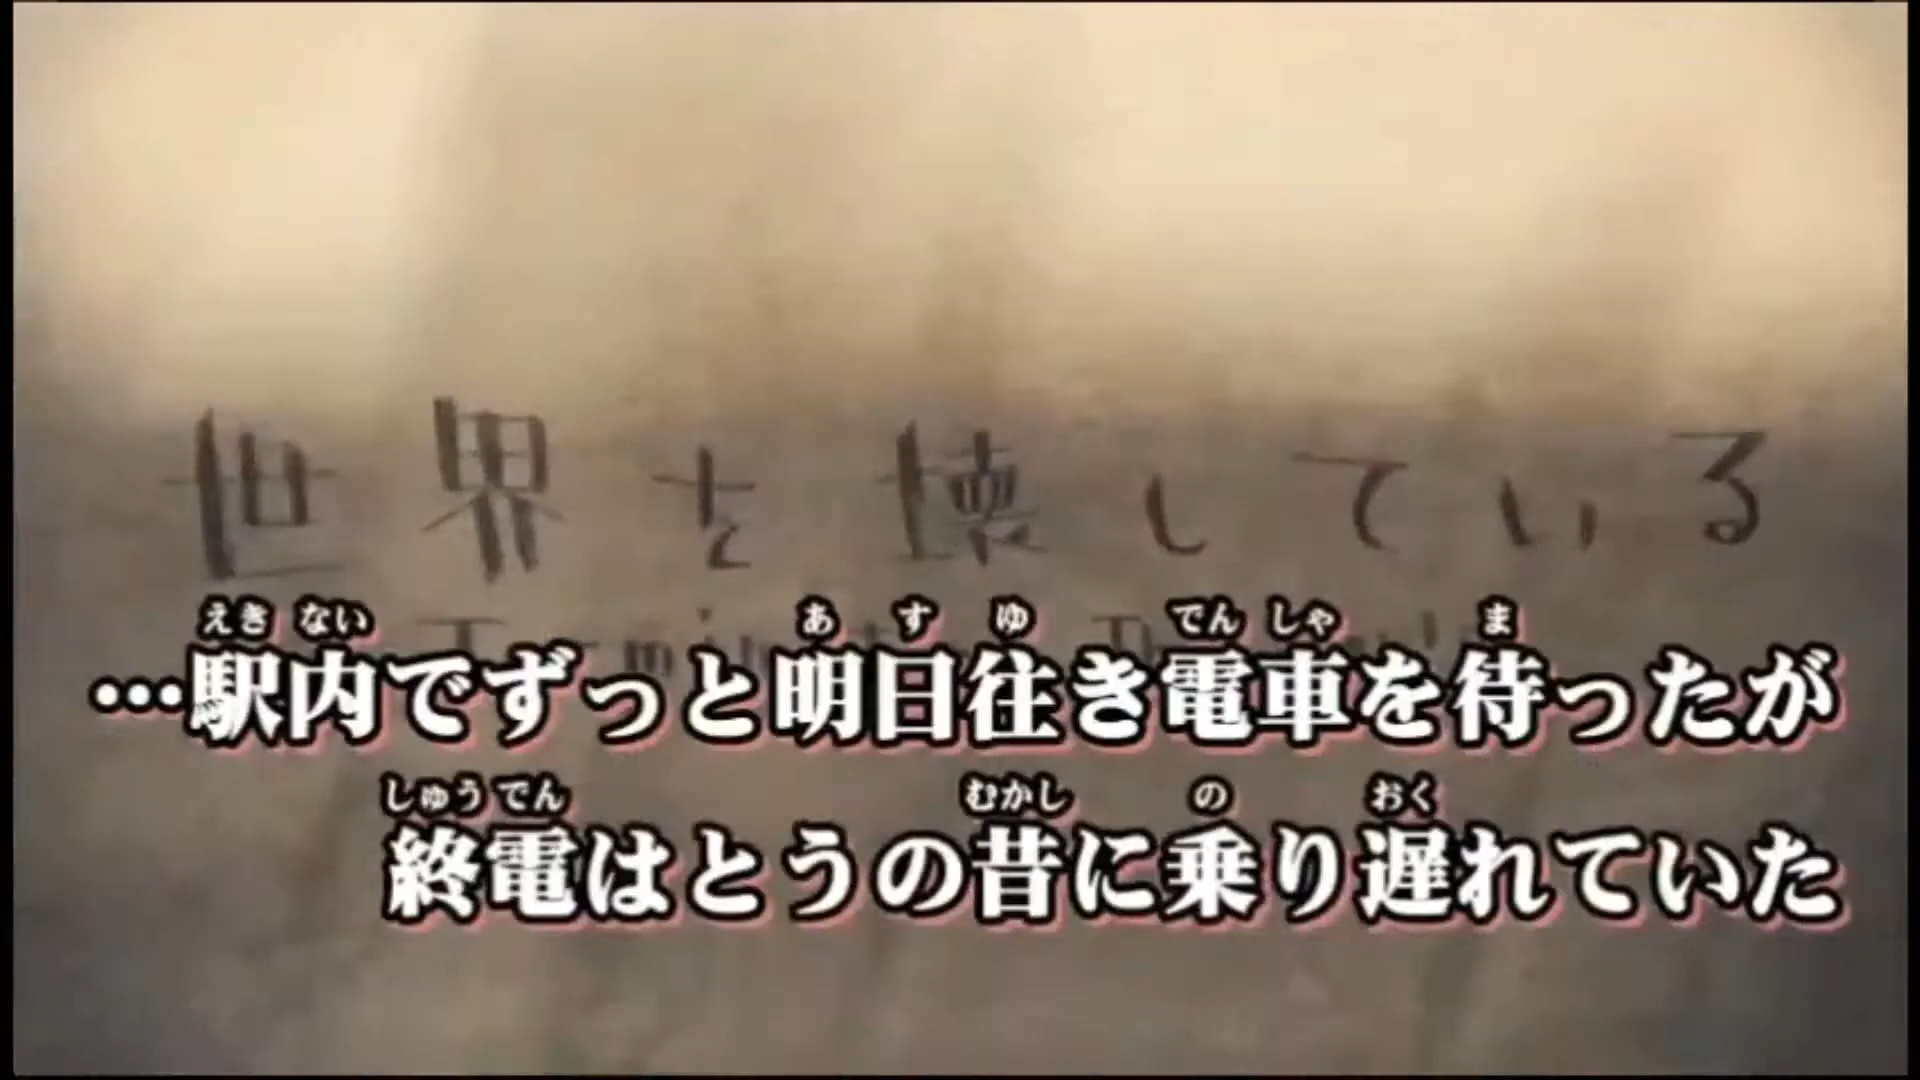 世界を壊している
えき ない あ す ゆ でん しゃ ま
…駅内でずっと明日往き電車を待ったが
しゅう でん むかし の おく
終電はとうの昔に乗り遅れていた